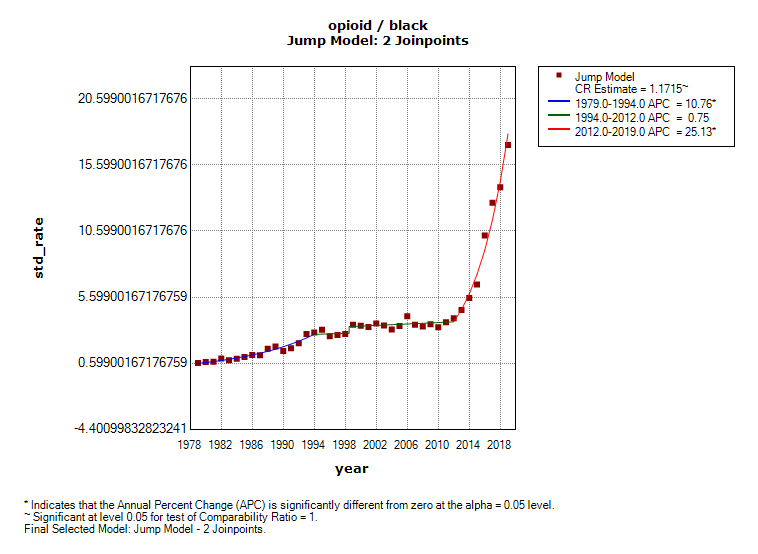 opioid / black
Jump Model: 2 Joinpoints
20.5990016717676
15.5990016717676
10.5990016717676
5.59900167176759
0.59900167176759
-4.40099832823241
std_rate
1978 1982 1986 1990 1994 1998 2002 2006 2010 2014 2018
year
Jump Model
CR Estimate = 1.1715~
1979.0-1994.0 APC = 10.76*
1994.0-2012.0 APC = 0.75
2012.0-2019.0 APC = 25.13*
* Indicates that the Annual Percent Change (APC) is significantly different from zero at the alpha = 0.05 level.
~ Significant at level 0.05 for test of Comparability Ratio = 1.
Final Selected Model: Jump Model - 2 Joinpoints.